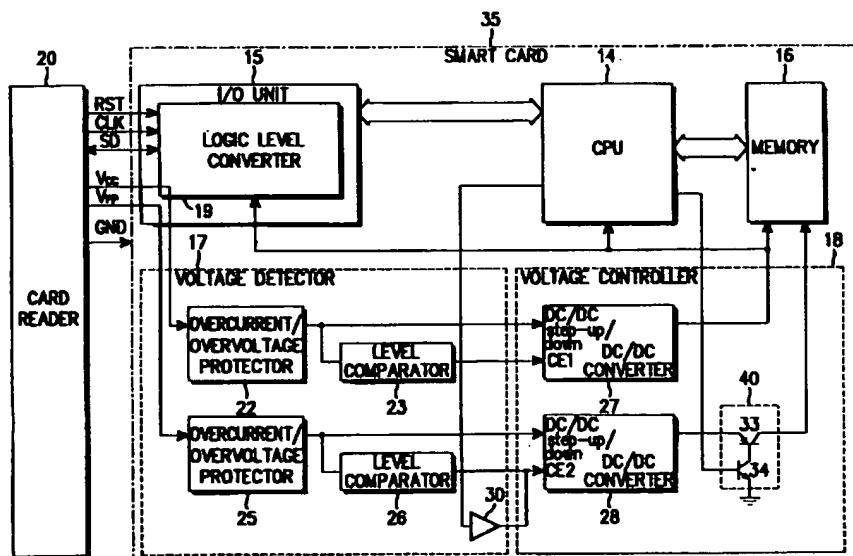 35
20
15
SMART CARD
14
16
I/O UNIT
RST
CLK
SD
LOGIC LEVEL
CONVERTER
CPU
MEMORY
VCC
VPP
19
GND
17
18
VOLTAGE DETECTOR
VOLTAGE CONTROLLER
CARD
READER
OVERCURRENT/
OVERVOLTAGE
PROTECTOR
22
LEVEL
COMPARATOR
23
DC/DC
step-up/
down
CE1
DC/DC
CONVERTER
27
40
33
34
OVERCURRENT/
OVERVOLTAGE
PROTECTOR
25
LEVEL
COMPARATOR
26
30
DC/DC
step-up/
down
CE2
DC/DC
CONVERTER
28